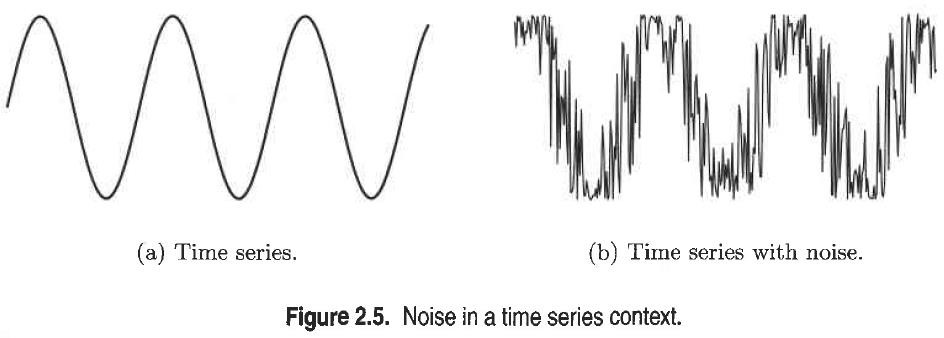 (a) Time series.
(b) Time series with noise.
Figure 2.5. Noise in a time series context.